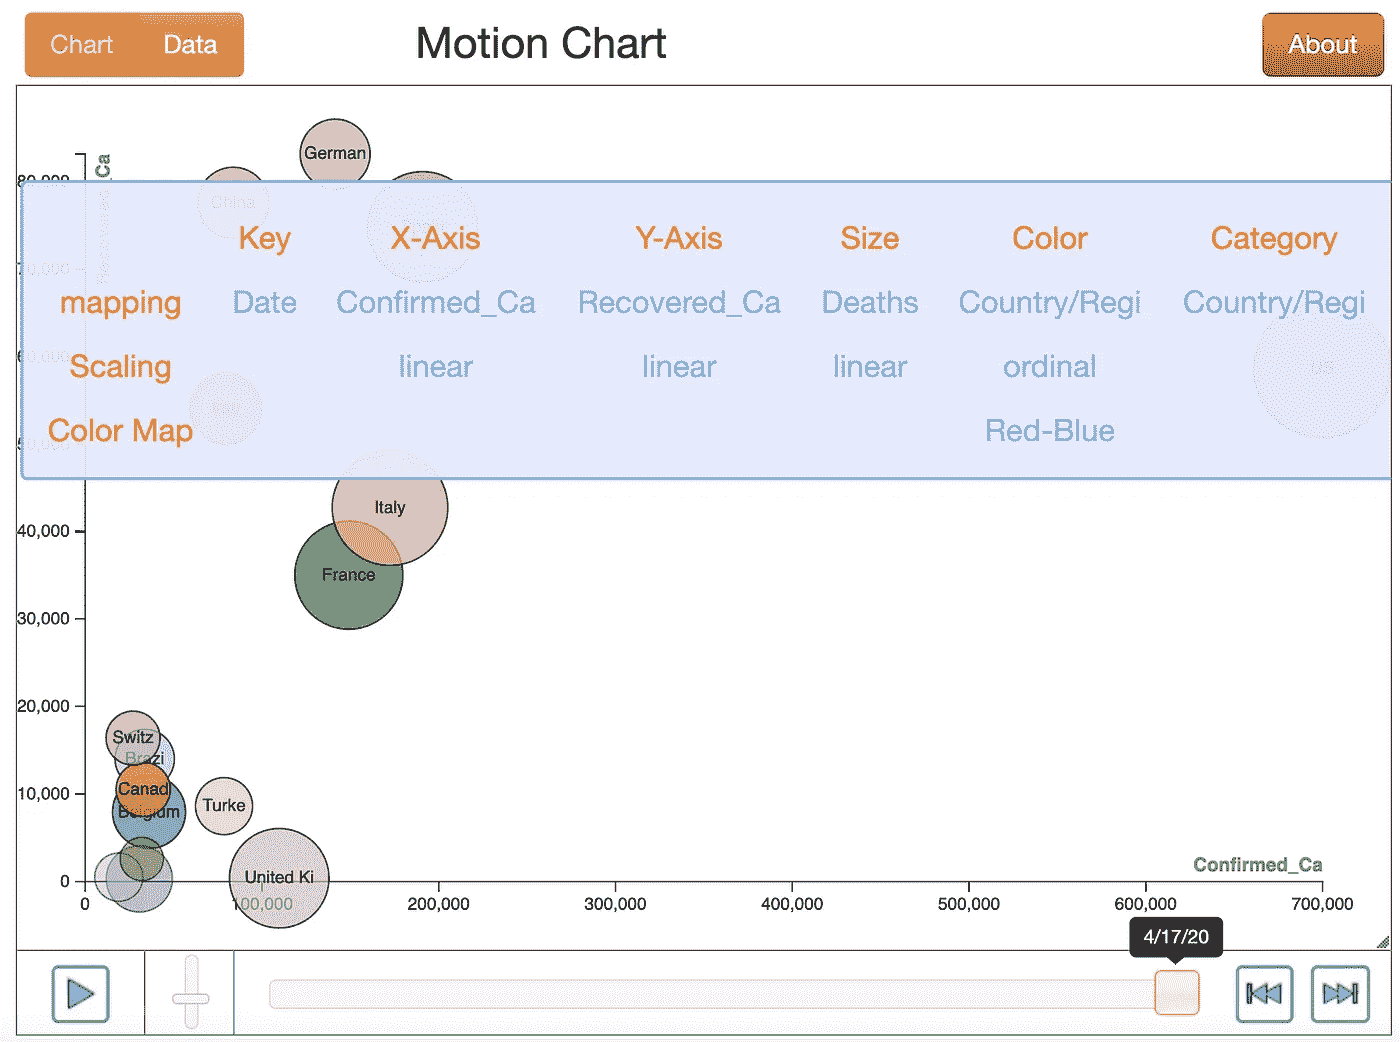 Chart Data Motion Chart About
Ca
German
80,000
China
Key X-Axis Y-Axis Size Color Category
70,000
mapping Date Confirmed_Ca Recovered_Ca Deaths Country/Regi Country/Regi
60,000
Scaling linear linear linear ordinal
US
Color Map Red-Blue
50,000
Italy
40,000
France
30,000
20,000
Switz
Brazi
10,000
Canad
Turke
Belgium
Confirmed_Ca
0
United Ki
0 100,000 200,000 300,000 400,000 500,000 600,000 700,000
4/17/20